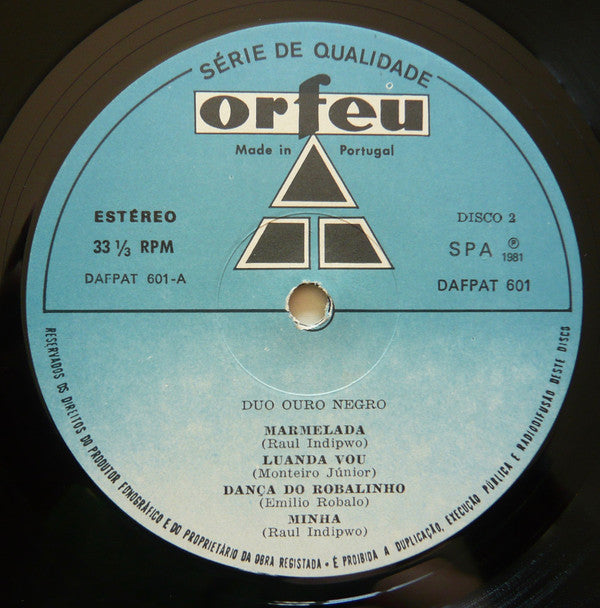 SÉRIE DE QUALIDADE
orfeu
Made in Portugal
ESTÉREO
33 1/3 RPM
DAFPAT 601-A
DISCO 2
SPA ℗ 1981
DAFPAT 601
DUO OURO NEGRO
MARMELADA
(Raul Indipwo)
LUANDA VOU
(Monteiro Júnior)
DANÇA DO ROBALINHO
(Emilio Robalo)
MINHA
(Raul Indipwo)
RESERVADOS OS DIREITOS DO PRODUTOR FONOGRÁFICO E DO PROPRIETÁRIO DA OBRA REGISTADA • É PROIBIDA A DUPLICAÇÃO, EXECUÇÃO PÚBLICA E RADIODIFUSÃO DESTE DISCO